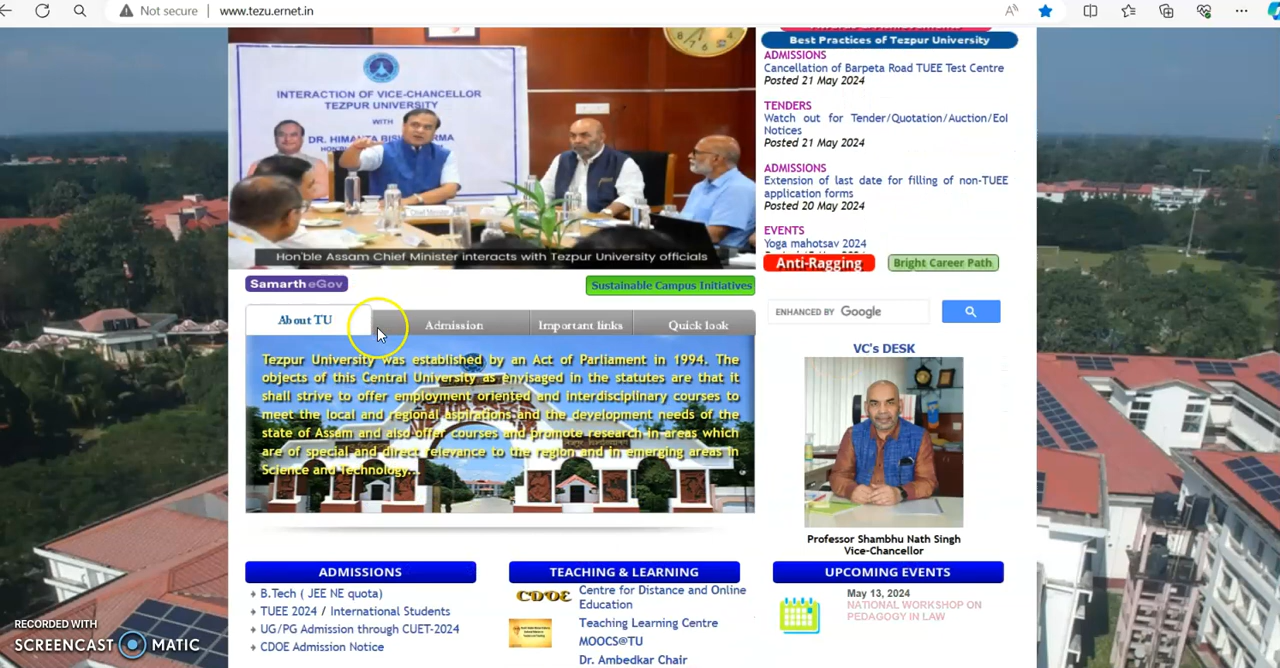 Not secure
www.tezu.ernet.in
INTERACTION OF VICE-CHANCELLOR
TEZPUR UNIVERSITY
WITH
DR. HIMANTA
Hon'ble Assam Chief Minister interacts with Tezpur University officials
Samarth eGov
Sustainable Campus Initiatives
About TU
Admission
Important links
Quick look
Tezpur University was established by an Act of Parliament in 1994. The
objects of this Central University as envisaged in the statutes are that it
shall strive to offer employment oriented and interdisciplinary courses to
meet the local and regional aspirations and the development needs of the
state of Assam and also offer courses and promote research in areas which
are of special and direct relevance to the region and in emerging areas in
Science and Technology...
Best Practices of Tezpur University
ADMISSIONS
Cancellation of Barpeta Road TUEE Test Centre
Posted 21 May 2024
TENDERS
Watch out for Tender/Quotation/Auction/EoI
Notices
Posted 21 May 2024
ADMISSIONS
Extension of last date for filling of non-TUEE
application forms
Posted 20 May 2024
EVENTS
Yoga mahotsav 2024
Anti-Ragging
Bright Career Path
ENHANCED BY Google
VC's DESK
Professor Shambhu Nath Singh
Vice-Chancellor
ADMISSIONS
B.Tech ( JEE NE quota)
TUEE 2024 / International Students
UG/PG Admission through CUET-2024
CDOE Admission Notice
TEACHING & LEARNING
CDOE
Centre for Distance and Online
Education
Teaching Learning Centre
MOOCS@TU
Dr. Ambedkar Chair
UPCOMING EVENTS
May 13, 2024
NATIONAL WORKSHOP ON
PEDAGOGY IN LAW
RECORDED WITH
SCREENCAST MATIC